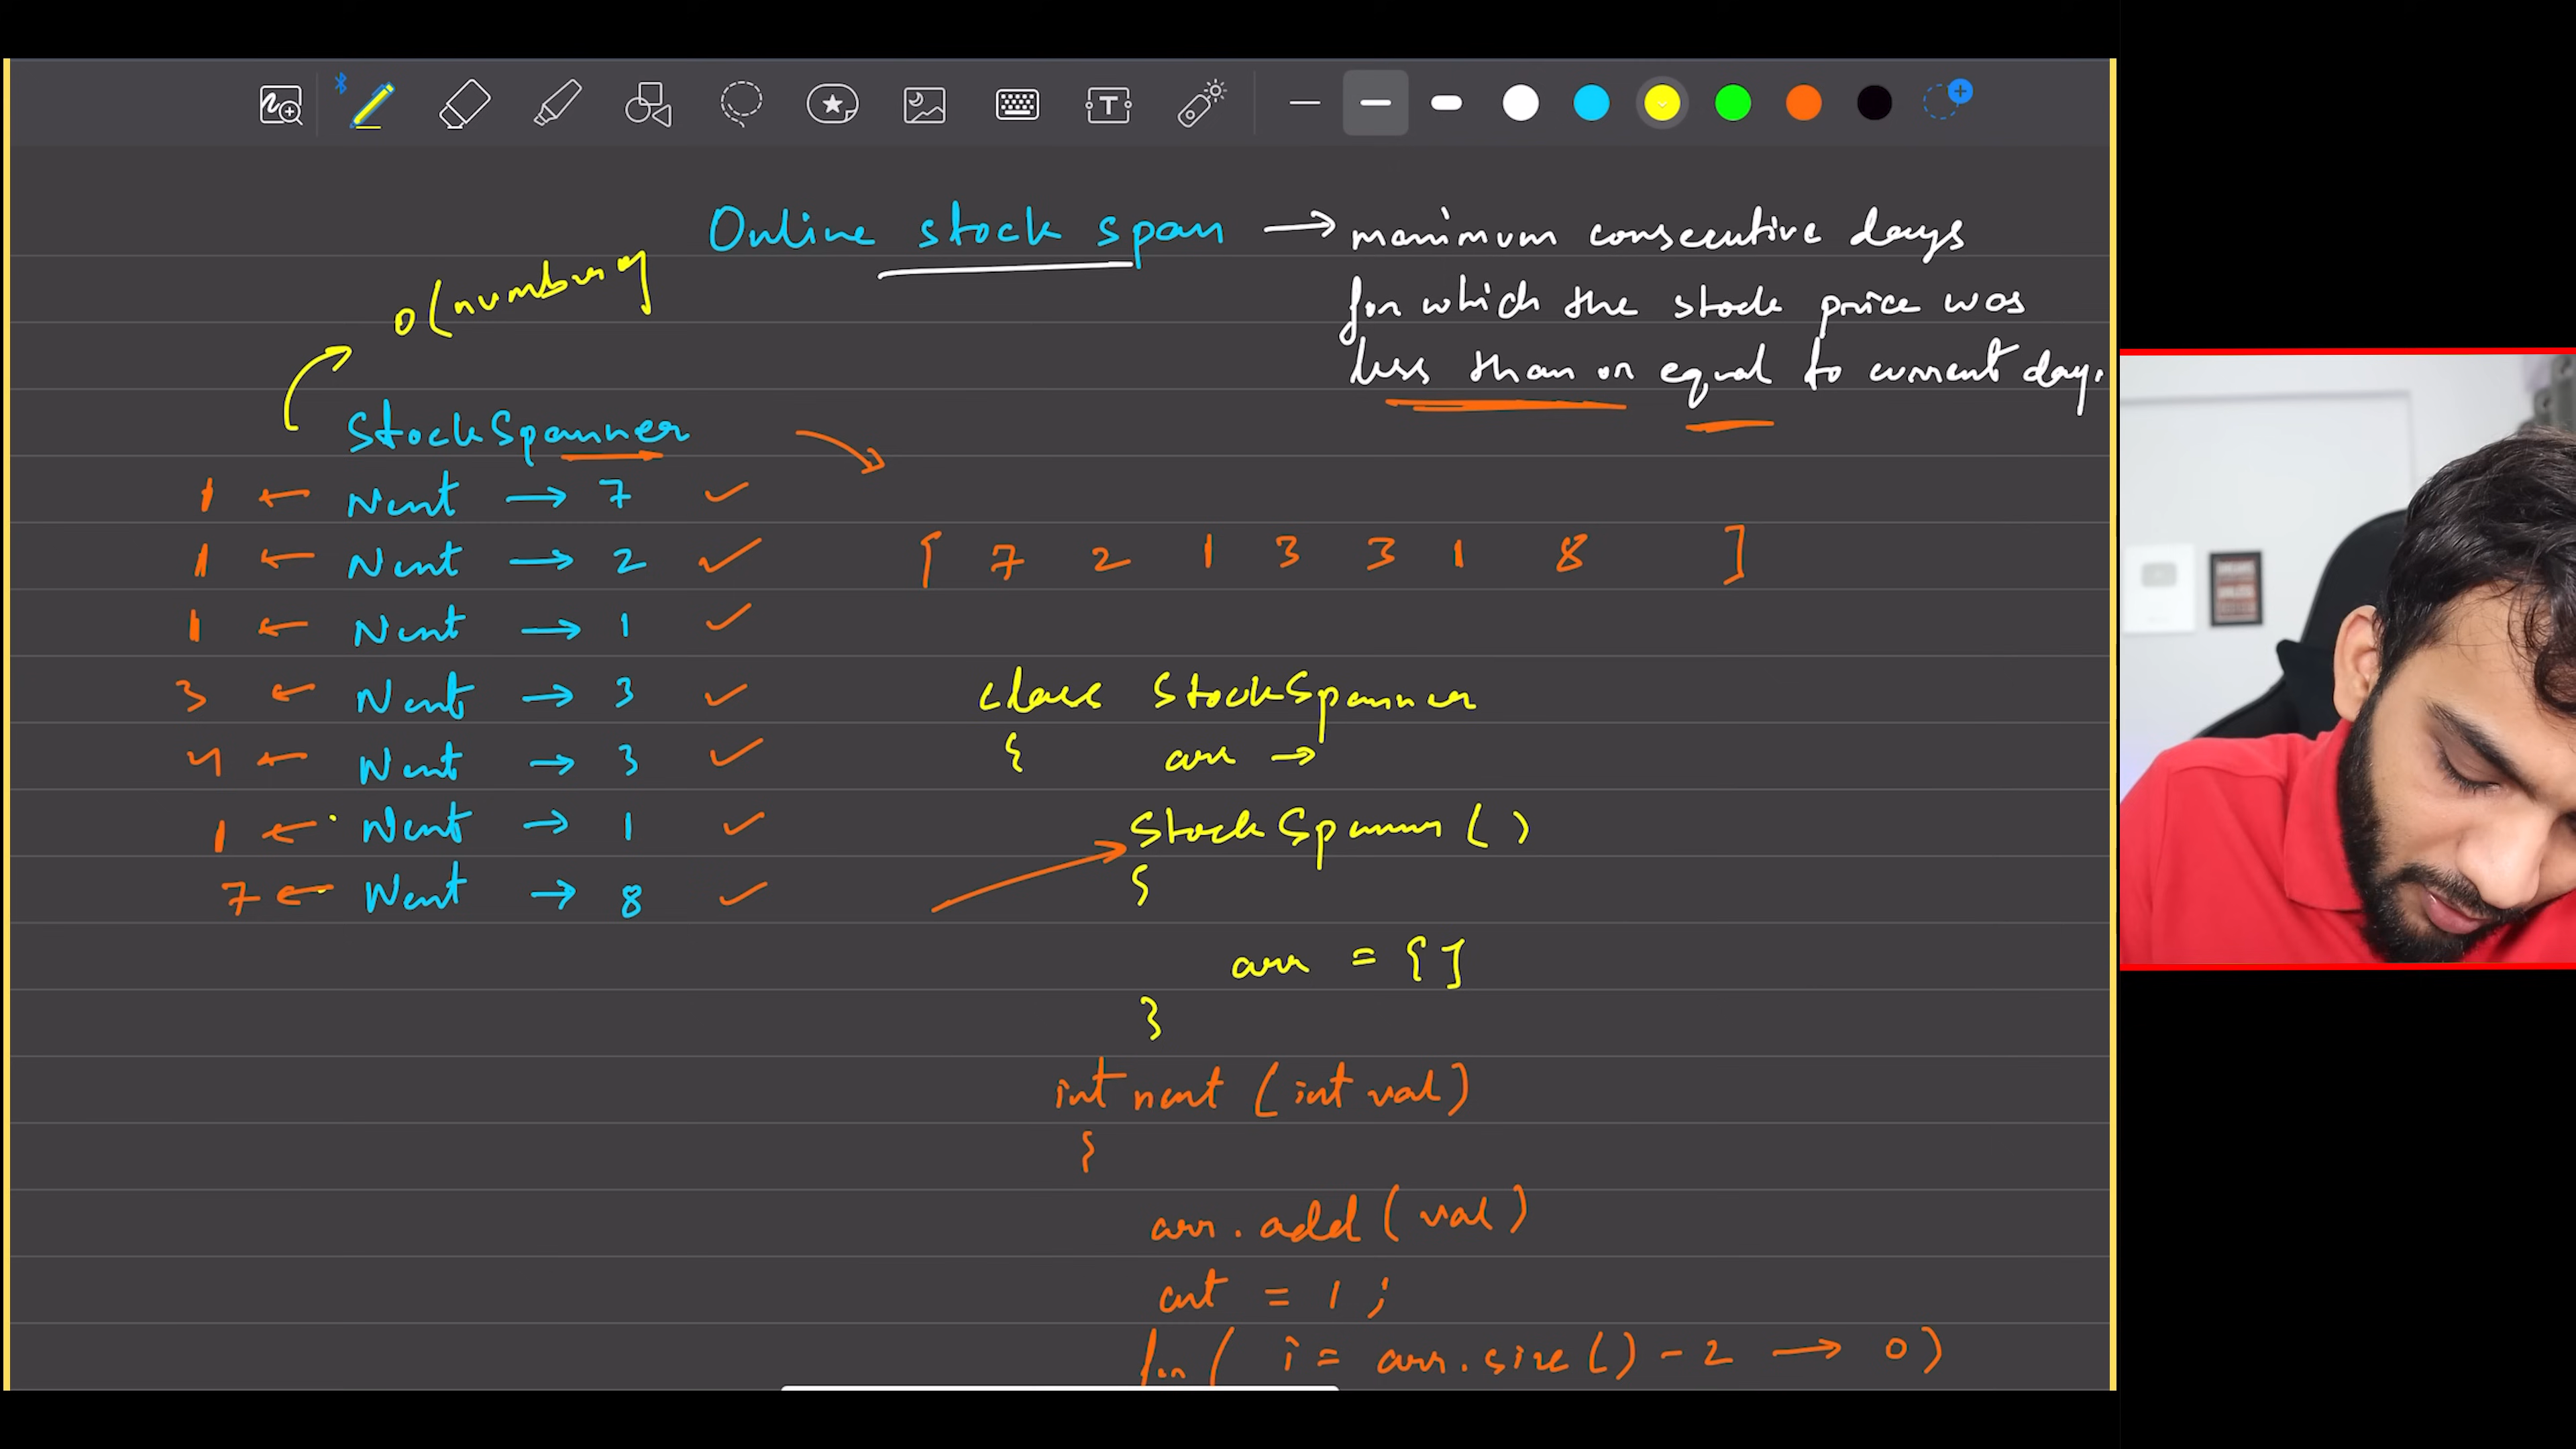 Online stock span → maximum consecutive days
for which the stock price was
less than or equal to current day.
O(number of
StockSpanner
1 ← Next → 7 ✓
1 ← Next → 2 ✓
1 ← Next → 1 ✓
3 ← Next → 3 ✓
4 ← Next → 3 ✓
1 ← Next → 1 ✓
7 ← Next → 8 ✓
[ 7 2 1 3 3 1 8 ]
class StockSpanner
{ arr →
StockSpanner ( )
{
arr = { ]
}
int next (int val)
{
arr.add(val)
cnt = 1 ;
for( i = arr.size() - 2 → 0)